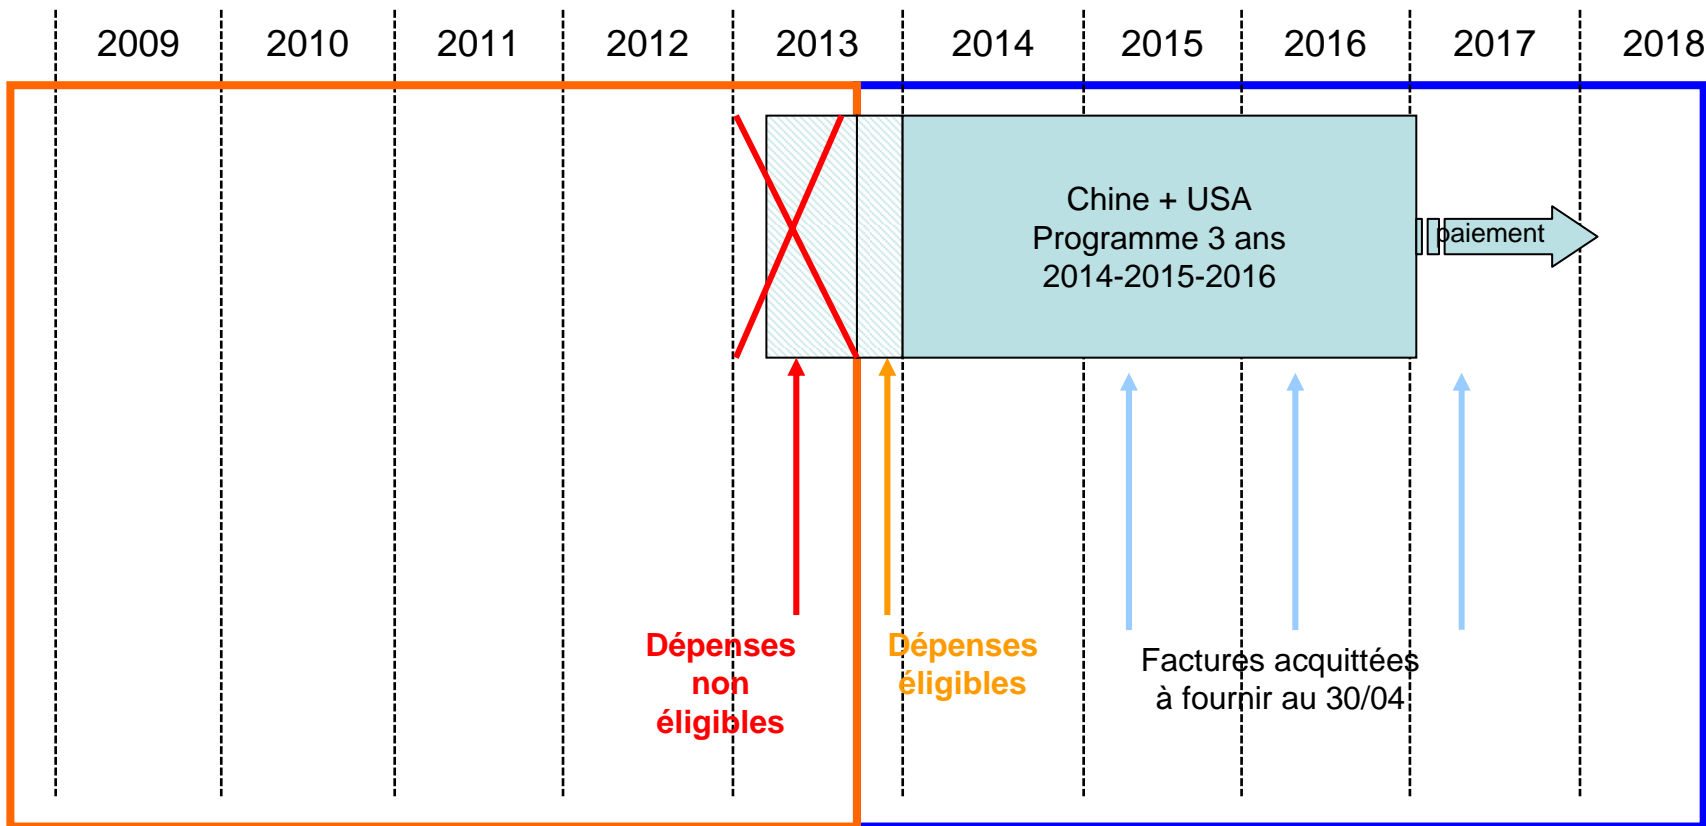 2009 2010 2011 2012 2013 2014 2015 2016 2017 2018
Chine + USA
Programme 3 ans
2014-2015-2016
paiement
Dépenses
non
éligibles
Dépenses
éligibles
Factures acquittées
à fournir au 30/04